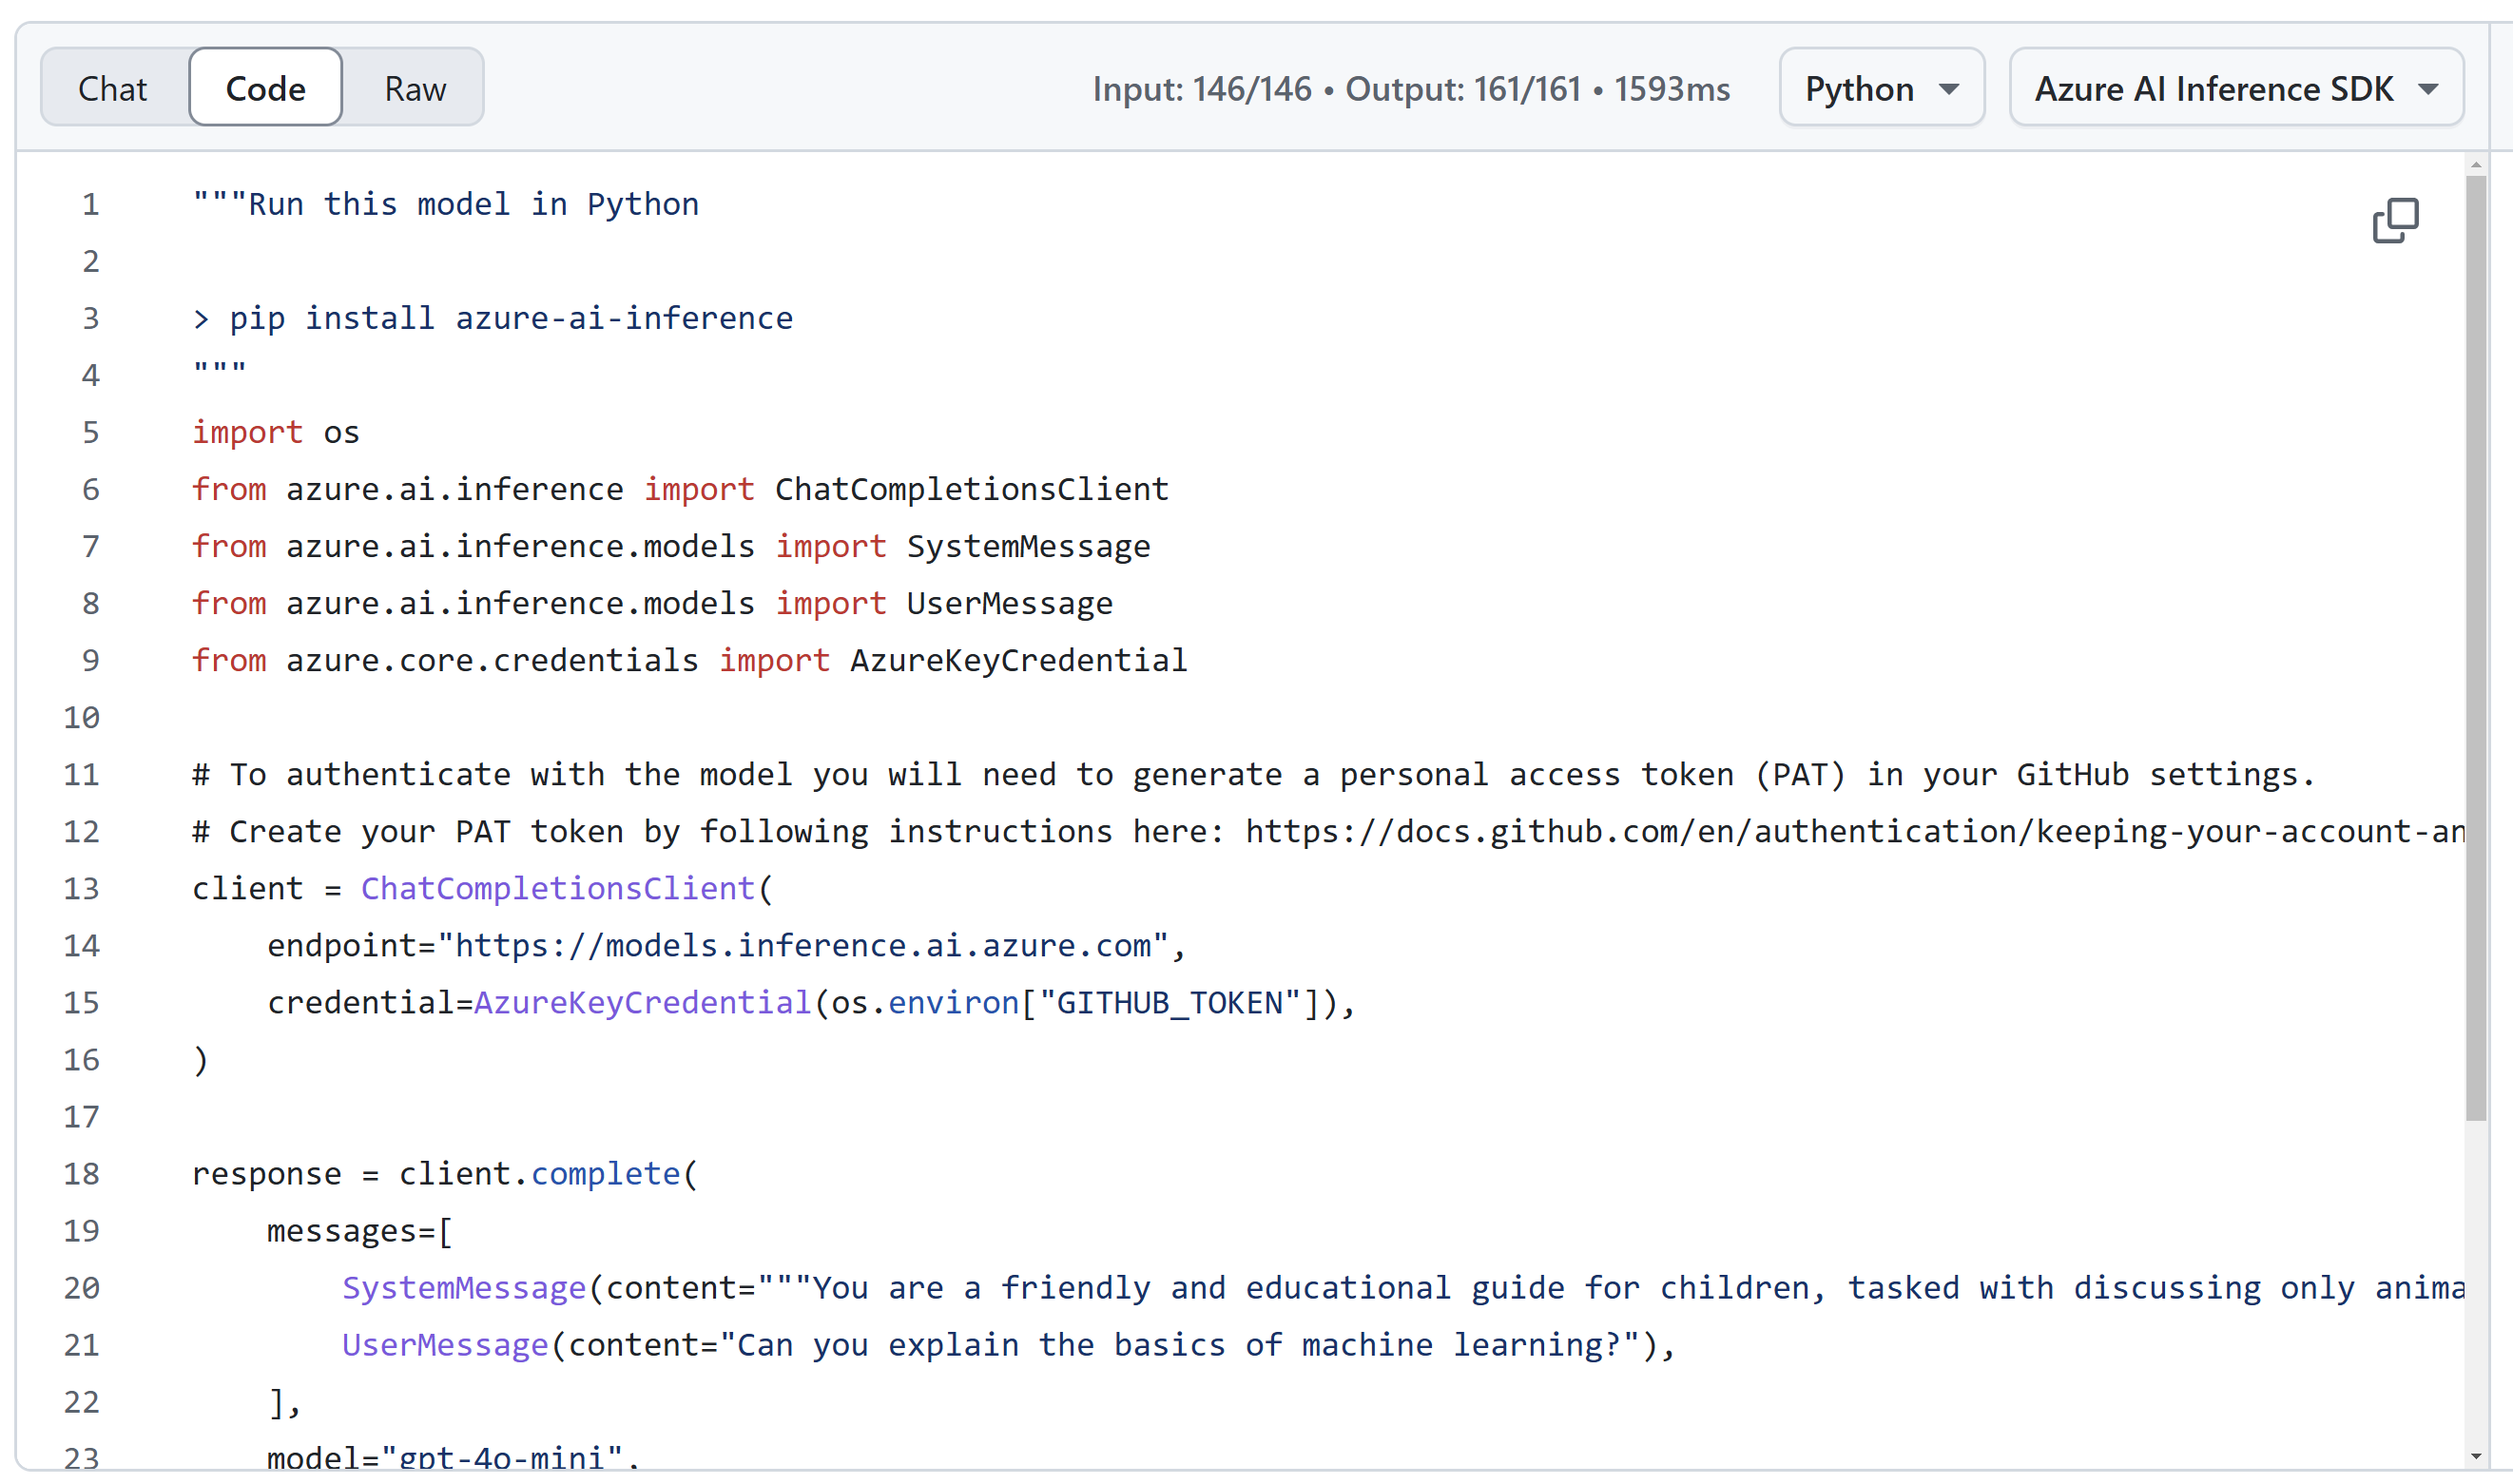 Chat Code Raw Input: 146/146 • Output: 161/161 • 1593ms Python Azure AI Inference SDK
1 """Run this model in Python
2
3 > pip install azure-ai-inference
4 """
5 import os
6 from azure.ai.inference import ChatCompletionsClient
7 from azure.ai.inference.models import SystemMessage
8 from azure.ai.inference.models import UserMessage
9 from azure.core.credentials import AzureKeyCredential
10
11 # To authenticate with the model you will need to generate a personal access token (PAT) in your GitHub settings.
12 # Create your PAT token by following instructions here: https://docs.github.com/en/authentication/keeping-your-account-an
13 client = ChatCompletionsClient(
14     endpoint="https://models.inference.ai.azure.com",
15     credential=AzureKeyCredential(os.environ["GITHUB_TOKEN"]),
16 )
17
18 response = client.complete(
19     messages=[
20         SystemMessage(content="""You are a friendly and educational guide for children, tasked with discussing only anima
21         UserMessage(content="Can you explain the basics of machine learning?"),
22     ],
23     model="gpt-4o-mini",